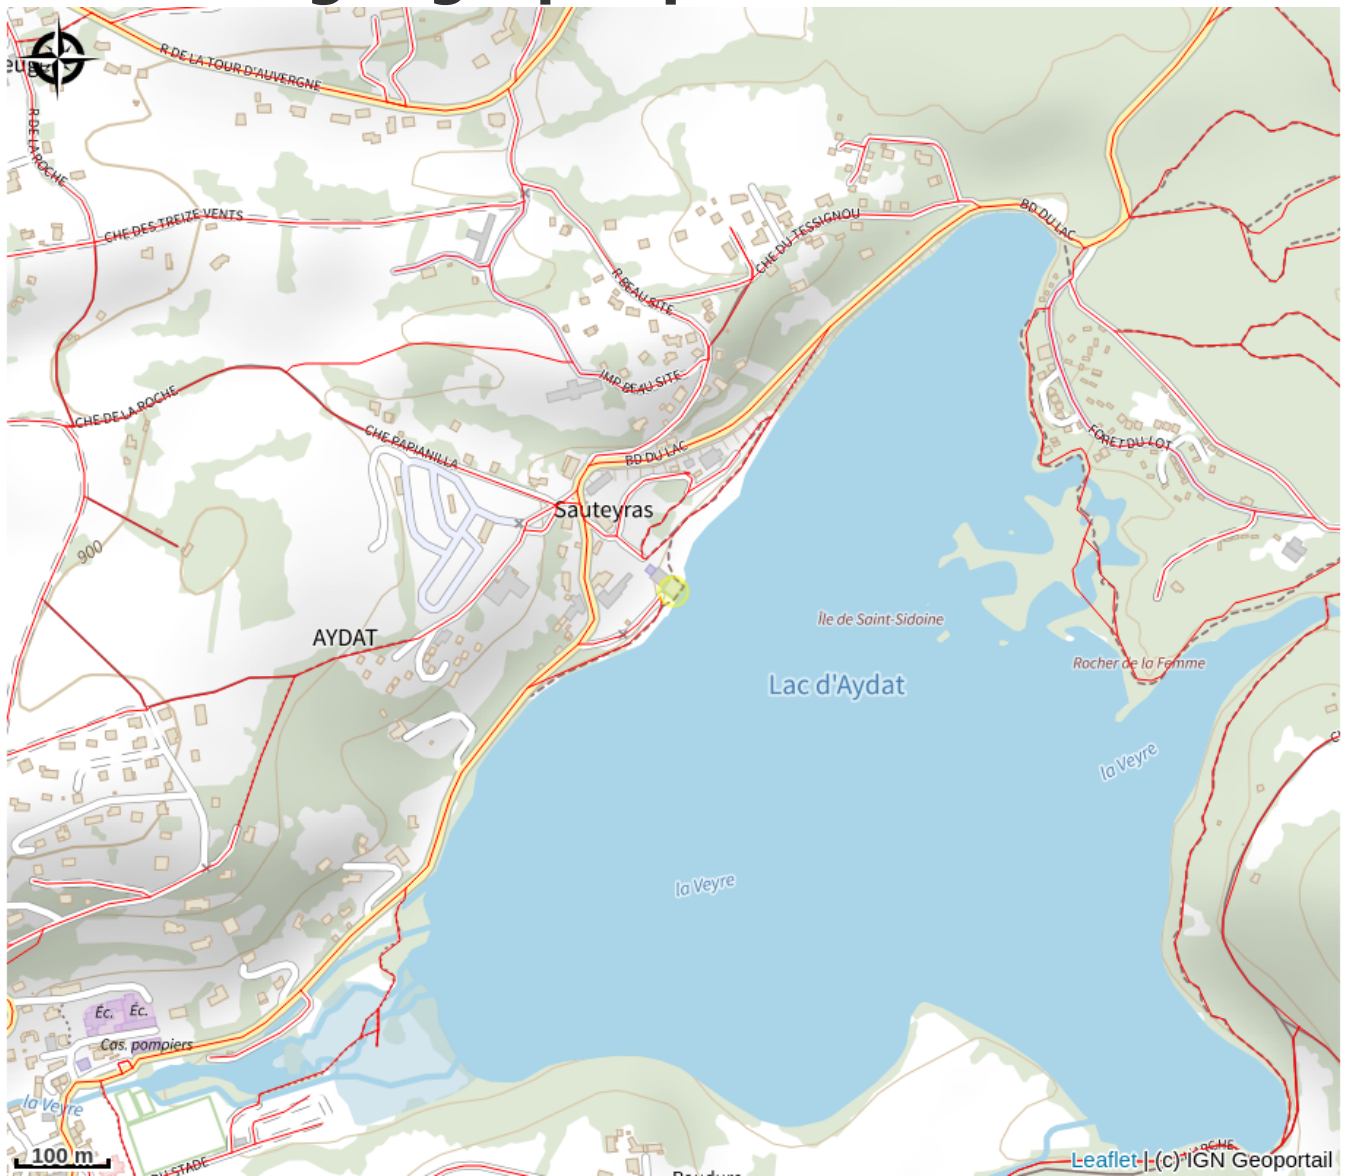 R DE LA TOUR D'AUVERGNE
R DE LA ROCHE
CHE DES TREIZE VENTS
BD DU LAC
CHE DU TESSIGNOU
R BEAU SITE
IMP BEAU SITE
CHE DE LA ROCHE
CHE PAPIANILLA
BD DU LAC
FORET DU LOT
Sauteyras
900
Île de Saint-Sidoine
AYDAT
Rocher de la Femme
Lac d'Aydat
la Veyre
la Veyre
Éc.
Éc.
Cas. pompiers
la Veyre
100 m
DU STADE
Leaflet | (c) IGN Geoportail